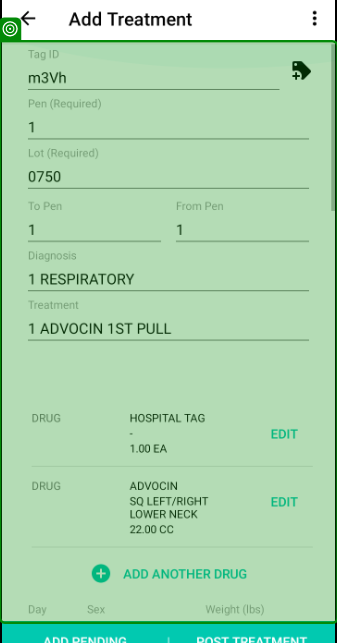 Add Treatment
Tag ID
m3Vh
Pen (Required)
1
Lot (Required)
0750
To Pen From Pen
1 1
Diagnosis
1 RESPIRATORY
Treatment
1 ADVOCIN 1ST PULL
DRUG HOSPITAL TAG
-
1.00 EA
EDIT
DRUG ADVOCIN
SQ LEFT/RIGHT
LOWER NECK
22.00 CC
EDIT
ADD ANOTHER DRUG
Day Sex Weight (lbs)
ADD PENDING | POST TREATMENT